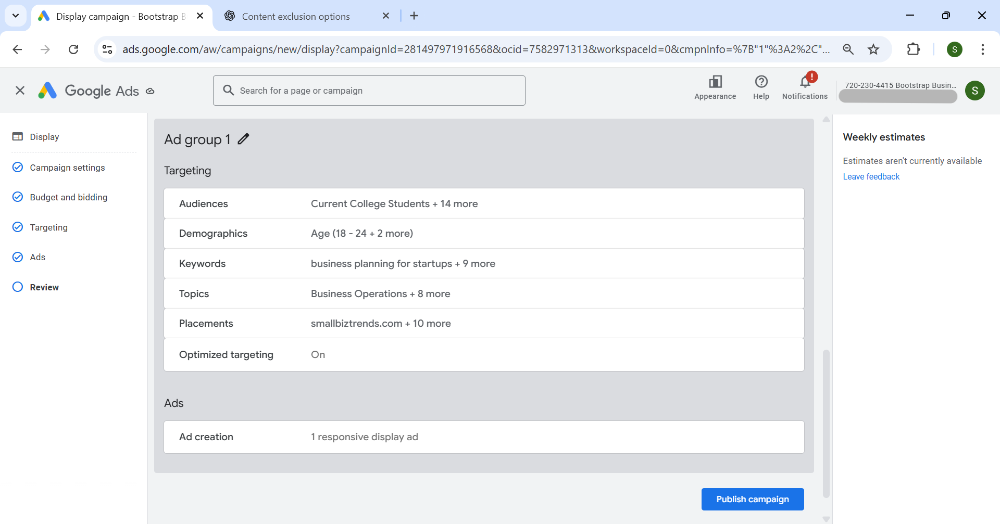 Display campaign - Bootstrap B
Content exclusion options
ads.google.com/aw/campaigns/new/display?campaignId=281497971916568&ocid=7582971313&workspaceId=0&cmpnInfo=%7B"1"%3A2%2C"...
S
Google Ads
Search for a page or campaign
Appearance
Help
!
Notifications
720-230-4415 Bootstrap Busin...
S
Display
Campaign settings
Budget and bidding
Targeting
Ads
Review
Ad group 1
Targeting
Audiences Current College Students + 14 more
Demographics Age (18 - 24 + 2 more)
Keywords business planning for startups + 9 more
Topics Business Operations + 8 more
Placements smallbiztrends.com + 10 more
Optimized targeting On
Ads
Ad creation 1 responsive display ad
Publish campaign
Weekly estimates
Estimates aren't currently available
Leave feedback